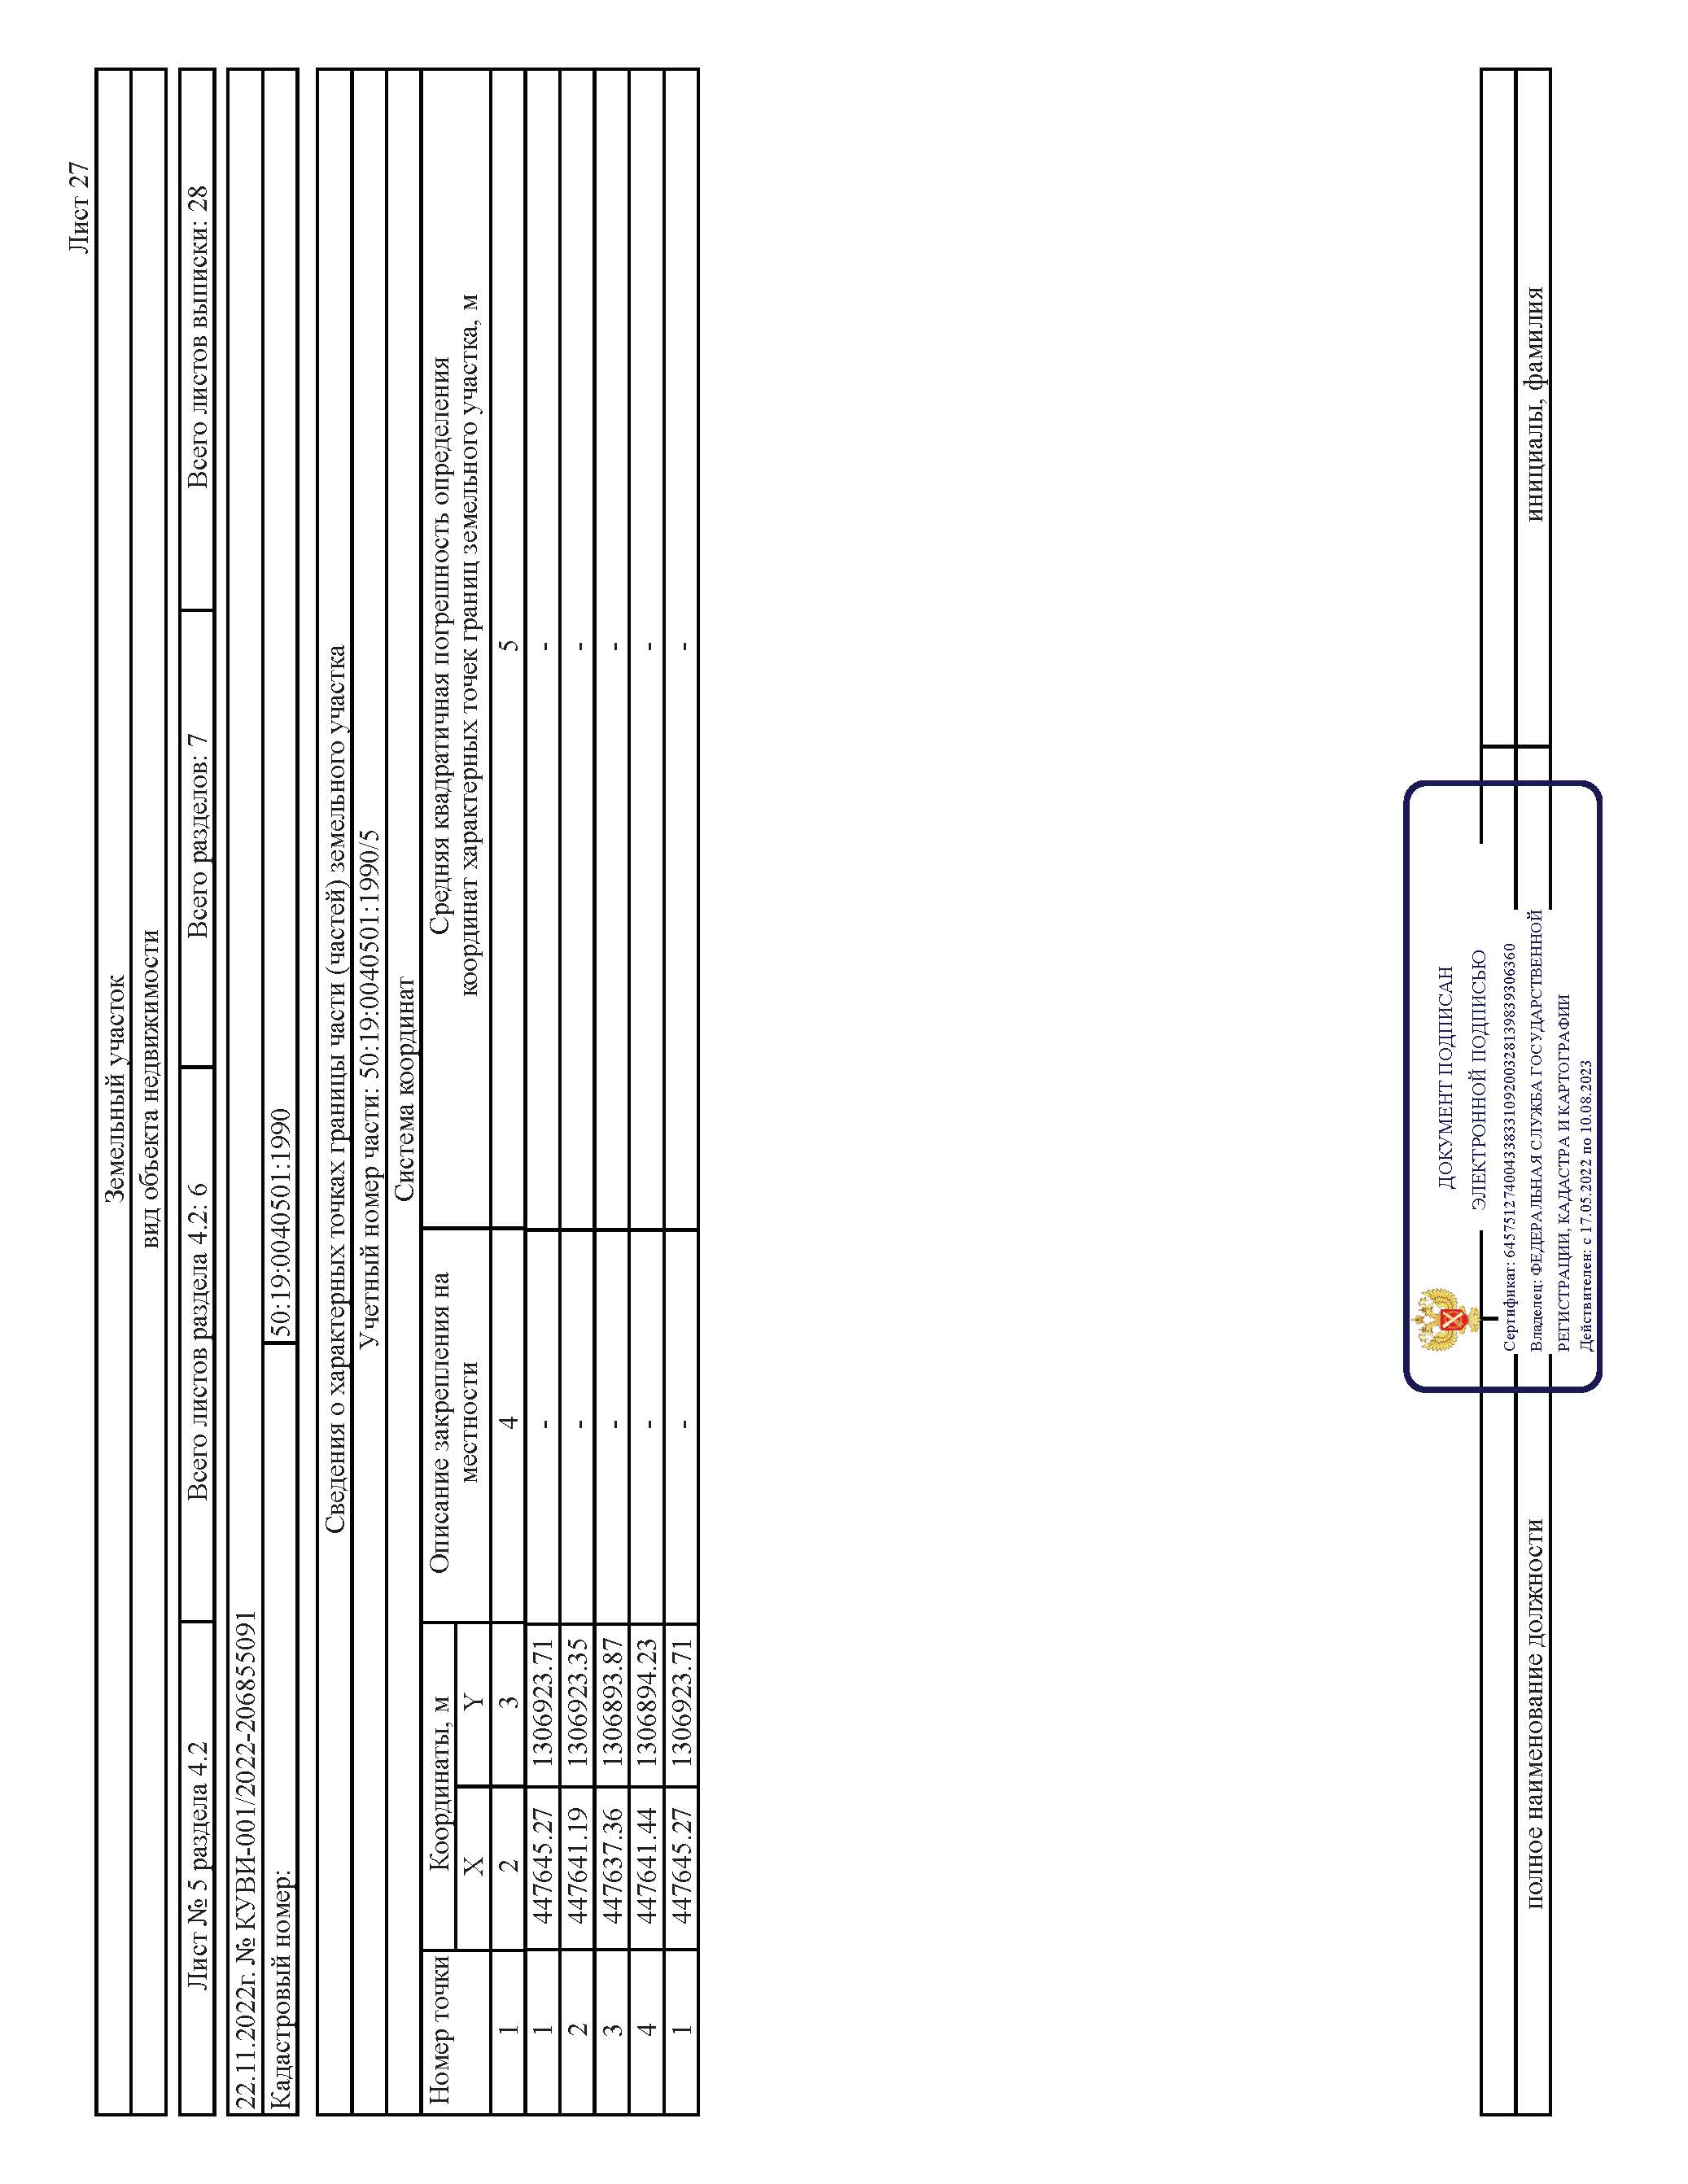 Лист 27
Земельный участок
вид объекта недвижимости
Лист № 5 раздела 4.2 Всего листов раздела 4.2: 6 Всего разделов: 7 Всего листов выписки: 28
22.11.2022г. № КУВИ-001/2022-206855091
Кадастровый номер: 50:19:0040501:1990
Сведения о характерных точках границы части (частей) земельного участка
Учетный номер части: 50:19:0040501:1990/5
Система координат
Номер точки Координаты, м Описание закрепления на местности Средняя квадратичная погрешность определения
координат характерных точек границ земельного участка, м
X Y
1 2 3 4 5
1 447645.27 1306923.71 - -
2 447641.19 1306923.35 - -
3 447637.36 1306893.87 - -
4 447641.44 1306894.23 - -
1 447645.27 1306923.71 - -
ДОКУМЕНТ ПОДПИСАН
ЭЛЕКТРОННОЙ ПОДПИСЬЮ
Сертификат: 64575127400433833109200328139839306360
Владелец: ФЕДЕРАЛЬНАЯ СЛУЖБА ГОСУДАРСТВЕННОЙ
РЕГИСТРАЦИИ, КАДАСТРА И КАРТОГРАФИИ
Действителен: с 17.05.2022 по 10.08.2023
полное наименование должности инициалы, фамилия